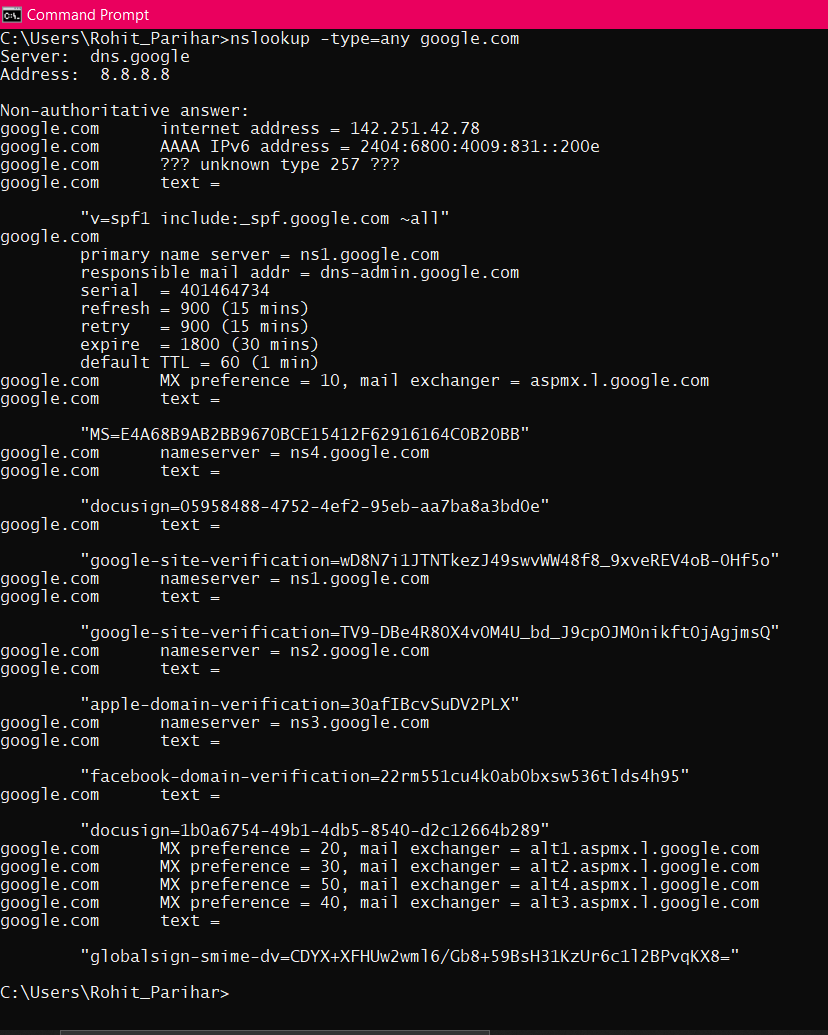 Command Prompt
C:\Users\Rohit_Parihar>nslookup -type=any google.com
Server:  dns.google
Address:  8.8.8.8
Non-authoritative answer:
google.com      internet address = 142.251.42.78
google.com      AAAA IPv6 address = 2404:6800:4009:831::200e
google.com      ??? unknown type 257 ???
google.com      text =
"v=spf1 include:_spf.google.com ~all"
google.com
primary name server = ns1.google.com
responsible mail addr = dns-admin.google.com
serial  = 401464734
refresh = 900 (15 mins)
retry   = 900 (15 mins)
expire  = 1800 (30 mins)
default TTL = 60 (1 min)
google.com      MX preference = 10, mail exchanger = aspmx.l.google.com
google.com      text =
"MS=E4A68B9AB2BB9670BCE15412F62916164C0B20BB"
google.com      nameserver = ns4.google.com
google.com      text =
"docusign=05958488-4752-4ef2-95eb-aa7ba8a3bd0e"
google.com      text =
"google-site-verification=wD8N7i1JTNTkezJ49swvWW48f8_9xveREV4oB-0Hf5o"
google.com      nameserver = ns1.google.com
google.com      text =
"google-site-verification=TV9-DBe4R80X4v0M4U_bd_J9cpOJM0nikft0jAgjmsQ"
google.com      nameserver = ns2.google.com
google.com      text =
"apple-domain-verification=30afIBcvSuDV2PLX"
google.com      nameserver = ns3.google.com
google.com      text =
"facebook-domain-verification=22rm551cu4k0ab0bxsw536tlds4h95"
google.com      text =
"docusign=1b0a6754-49b1-4db5-8540-d2c12664b289"
google.com      MX preference = 20, mail exchanger = alt1.aspmx.l.google.com
google.com      MX preference = 30, mail exchanger = alt2.aspmx.l.google.com
google.com      MX preference = 50, mail exchanger = alt4.aspmx.l.google.com
google.com      MX preference = 40, mail exchanger = alt3.aspmx.l.google.com
google.com      text =
"globalsign-smime-dv=CDYX+XFHUw2wml6/Gb8+59BsH31KzUr6c1l2BPvqKX8="
C:\Users\Rohit_Parihar>